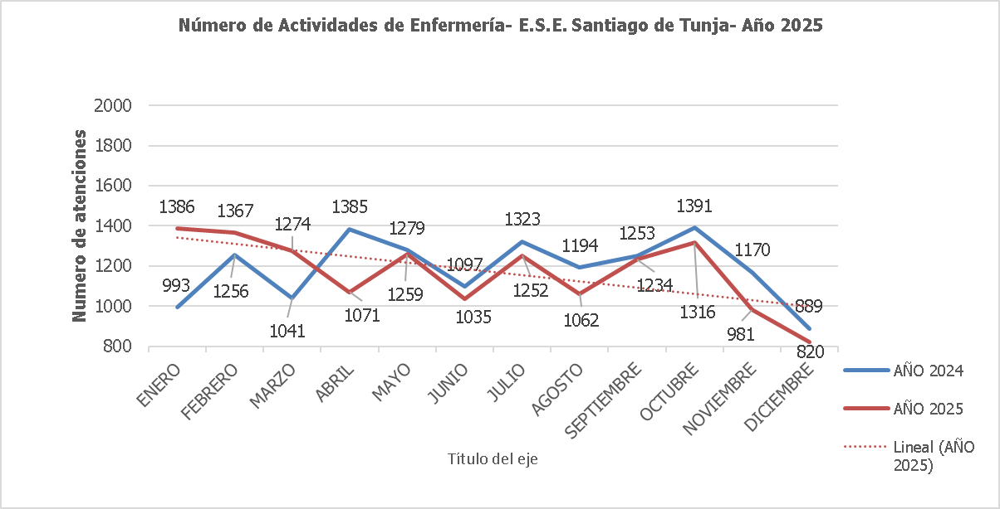 Número de Actividades de Enfermería- E.S.E. Santiago de Tunja- Año 2025
Numero de atenciones
2000
1800
1600
1400
1200
1000
800
1386
1367
1274
1385
1279
1323
1194
1253
1391
1170
993
1256
1041
1071
1259
1097
1035
1252
1062
1234
1316
981
889
820
ENERO
FEBRERO
MARZO
ABRIL
MAYO
JUNIO
JULIO
AGOSTO
SEPTIEMBRE
OCTUBRE
NOVIEMBRE
DICIEMBRE
Título del eje
AÑO 2024
AÑO 2025
Lineal (AÑO
2025)